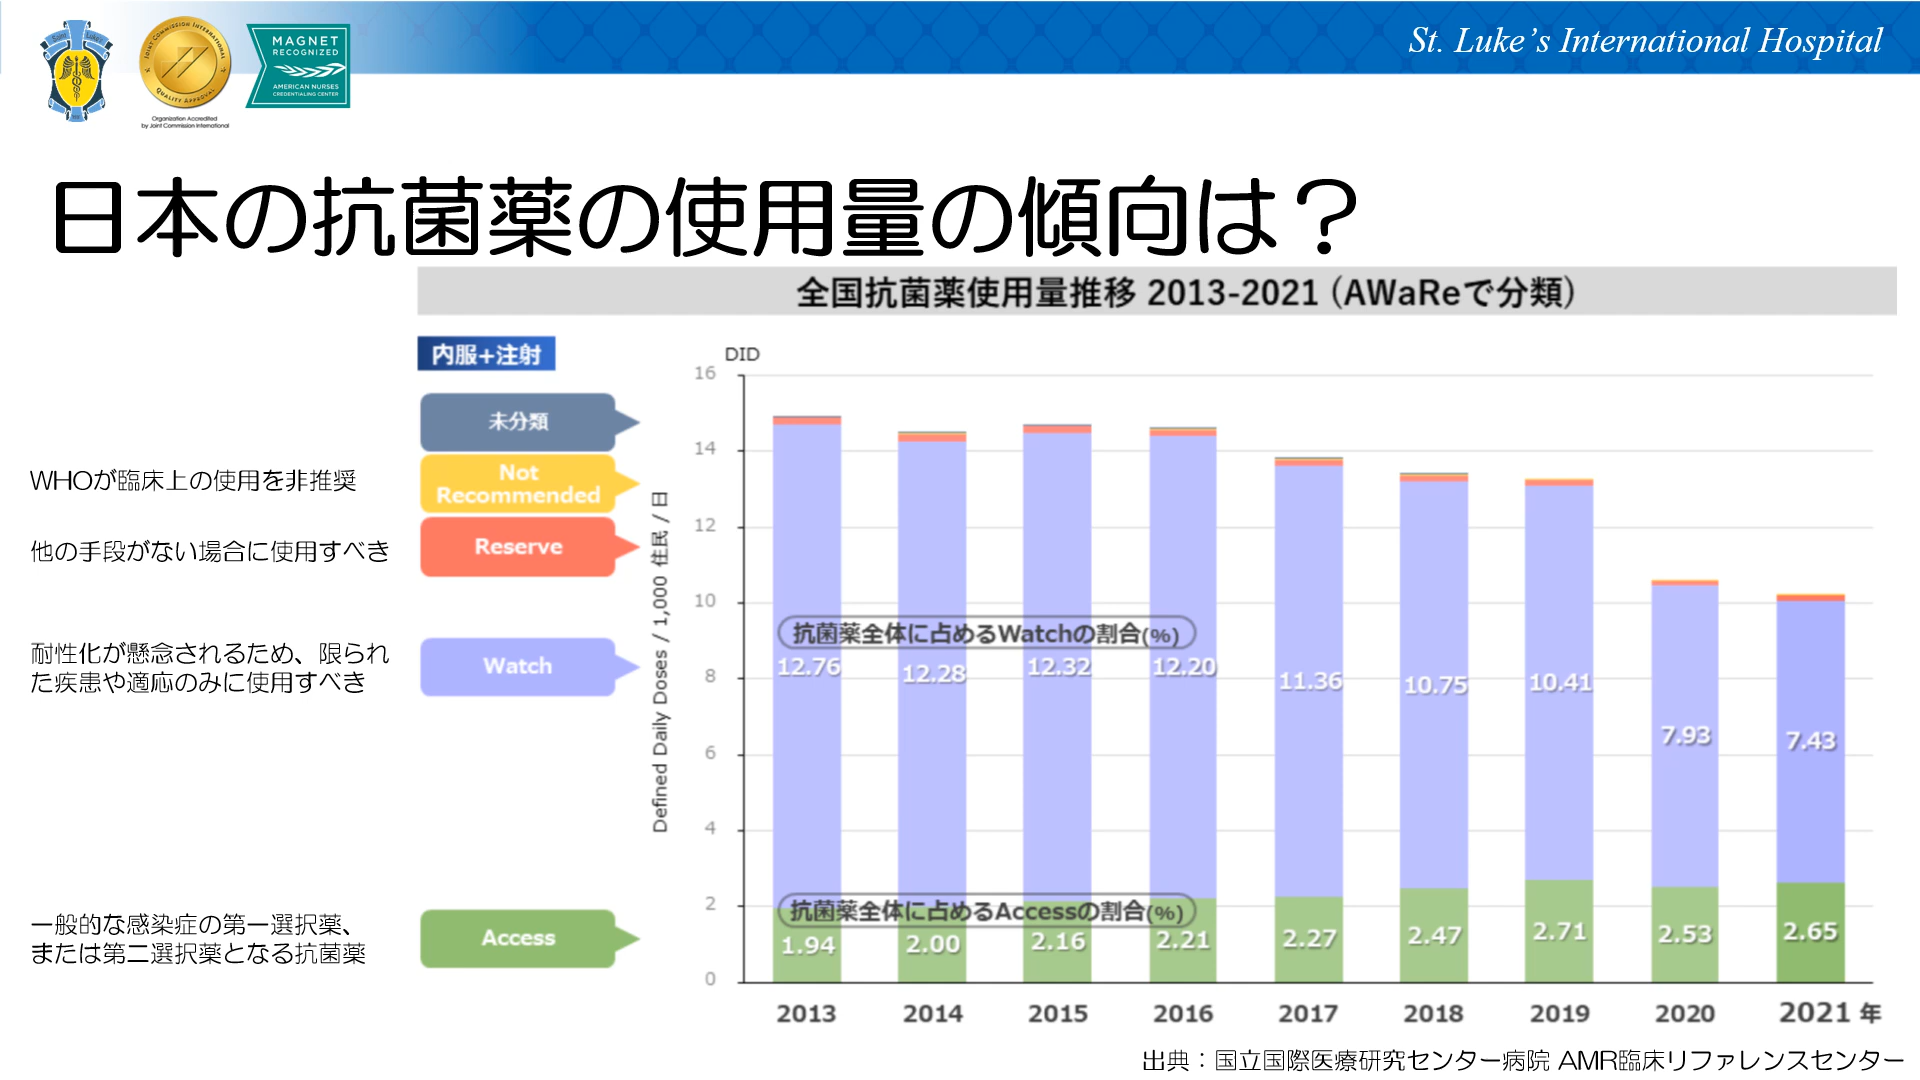 St. Luke's International Hospital
Saint Luke's
JOINT COMMISSION INTERNATIONAL
QUALITY APPROVAL
Organization Accredited
by Joint Commission International
MAGNET
RECOGNIZED
AMERICAN NURSES
CREDENTIALING CENTER
日本の抗菌薬の使用量の傾向は？
全国抗菌薬使用量推移 2013-2021 (AWaReで分類)
内服+注射
未分類
WHOが臨床上の使用を非推奨
Not
Recommended
他の手段がない場合に使用すべき
Reserve
耐性化が懸念されるため、限られ
た疾患や適応のみに使用すべき
Watch
一般的な感染症の第一選択薬、
または第二選択薬となる抗菌薬
Access
DID
Defined Daily Doses / 1,000 住民 / 日
16
14
12
10
8
6
4
2
0
抗菌薬全体に占めるWatchの割合(%)
12.76 12.28 12.32 12.20 11.36 10.75 10.41 7.93 7.43
抗菌薬全体に占めるAccessの割合(%)
1.94 2.00 2.16 2.21 2.27 2.47 2.71 2.53 2.65
2013 2014 2015 2016 2017 2018 2019 2020 2021 年
出典：国立国際医療研究センター病院 AMR臨床リファレンスセンター